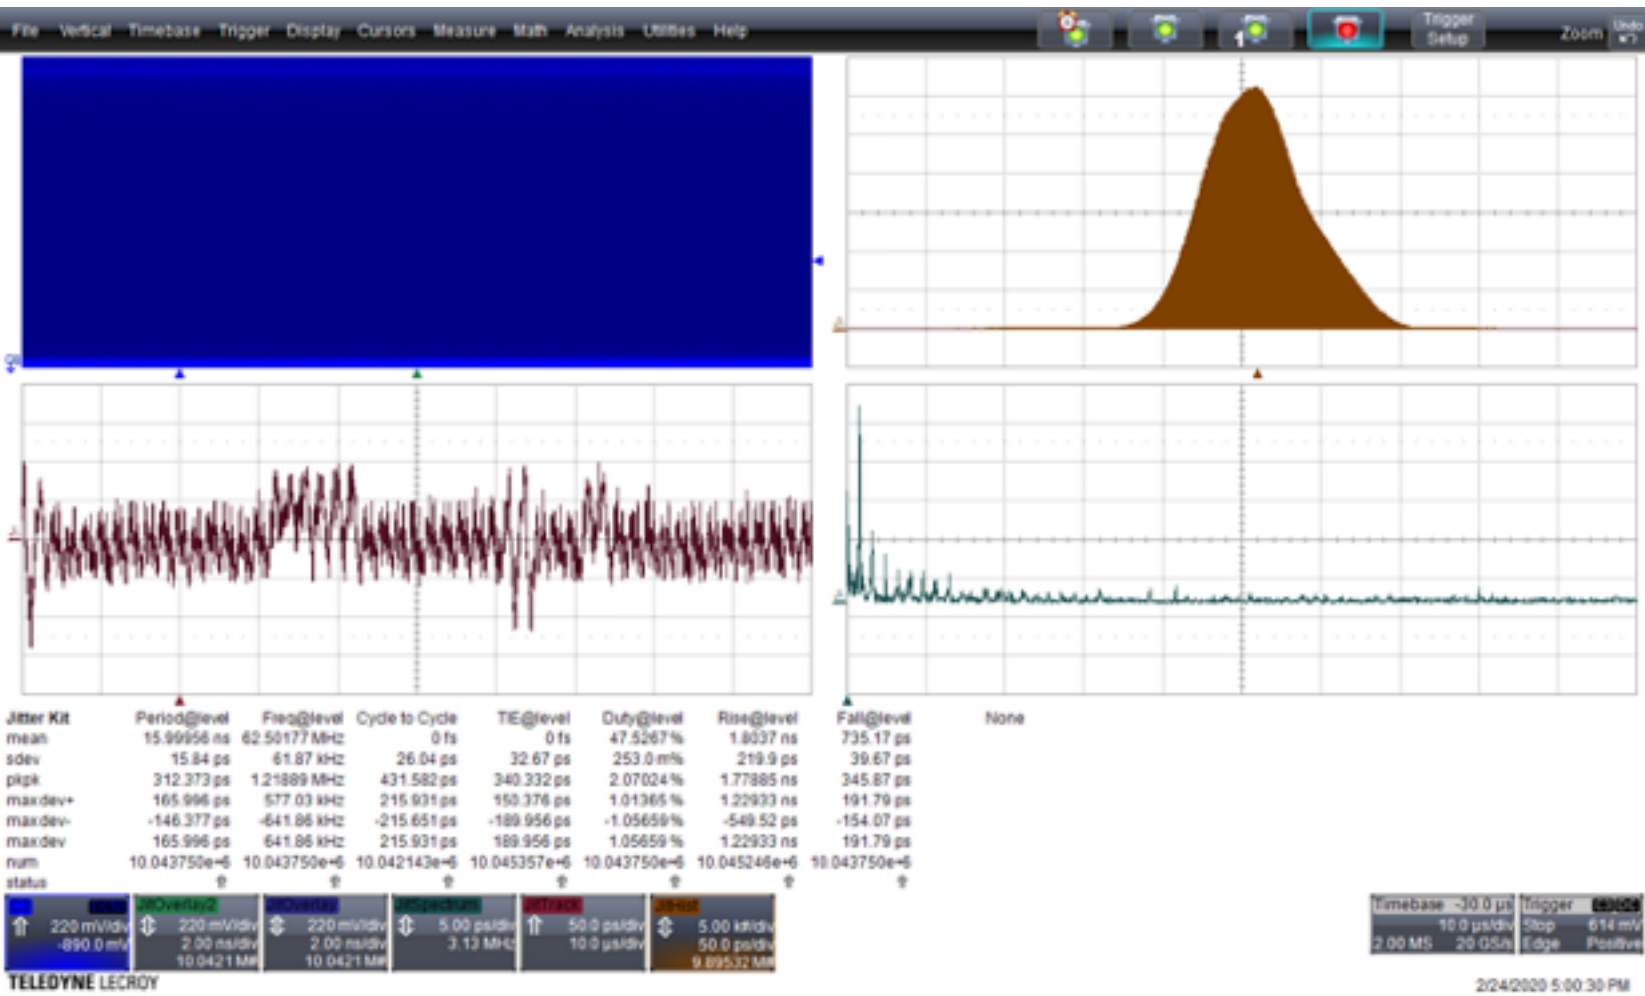 File Vertical Timebase Trigger Display Cursors Measure Math Analysis Utilities Help
1
Trigger
Setup
Zoom
Undo
Jitter Kit Period@level Freq@level Cycle to Cycle TIE@level Duty@level Rise@level Fall@level None
mean 15.99956 ns 62.50177 MHz 0 fs 0 fs 47.5267 % 1.8037 ns 735.17 ps
sdev 15.84 ps 61.87 kHz 26.04 ps 32.67 ps 253.0 m% 219.9 ps 39.67 ps
pkpk 312.373 ps 1.21889 MHz 431.582 ps 340.332 ps 2.07024 % 1.77885 ns 345.87 ps
maxdev+ 165.996 ps 577.03 kHz 215.931 ps 150.376 ps 1.01365 % 1.22933 ns 191.79 ps
maxdev- -146.377 ps -641.86 kHz -215.651 ps -189.956 ps -1.05659 % -549.52 ps -154.07 ps
maxdev 165.996 ps 641.86 kHz 215.931 ps 189.956 ps 1.05659 % 1.22933 ns 191.79 ps
num 10.043750e+6 10.043750e+6 10.042143e+6 10.045357e+6 10.043750e+6 10.045246e+6 10.043750e+6
status
JitOverlay2 JitOverlay JitSpectrum JitTrack JitHist
220 mV/div 220 mV/div 220 mV/div 5.00 ps/div 50.0 ps/div 5.00 k#/div
-890.0 mV 2.00 ns/div 2.00 ns/div 3.13 MHz 10.0 µs/div 50.0 ps/div
10.0421 M# 10.0421 M# 9.89532 M#
Timebase -30.0 µs
10.0 µs/div
2.00 MS 20 GS/s
Trigger C3 DC
Stop 614 mV
Edge Positive
TELEDYNE LECROY
2/24/2020 5:00:30 PM